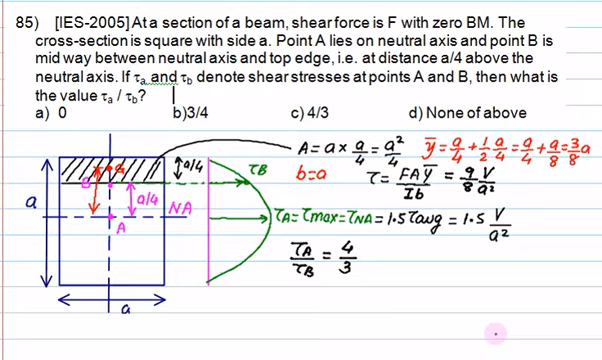 85) [IES-2005] At a section of a beam, shear force is F with zero BM. The
cross-section is square with side a. Point A lies on neutral axis and point B is
mid way between neutral axis and top edge, i.e. at distance a/4 above the
neutral axis. If τa and τb denote shear stresses at points A and B, then what is
the value τa / τb?
a) 0 b)3/4 c) 4/3 d) None of above
A = a x a/4 = a²/4 ȳ = a/4 + 1/2 a/4 = a/4 + a/8 = 3/8 a
b=a τ = FAȳ/Ib = 9/8 V/a²
G a/4 τB
B a/4 NA
a
A
τA = τmax = τNA = 1.5 τavg = 1.5 V/a²
τA/τB = 4/3
a